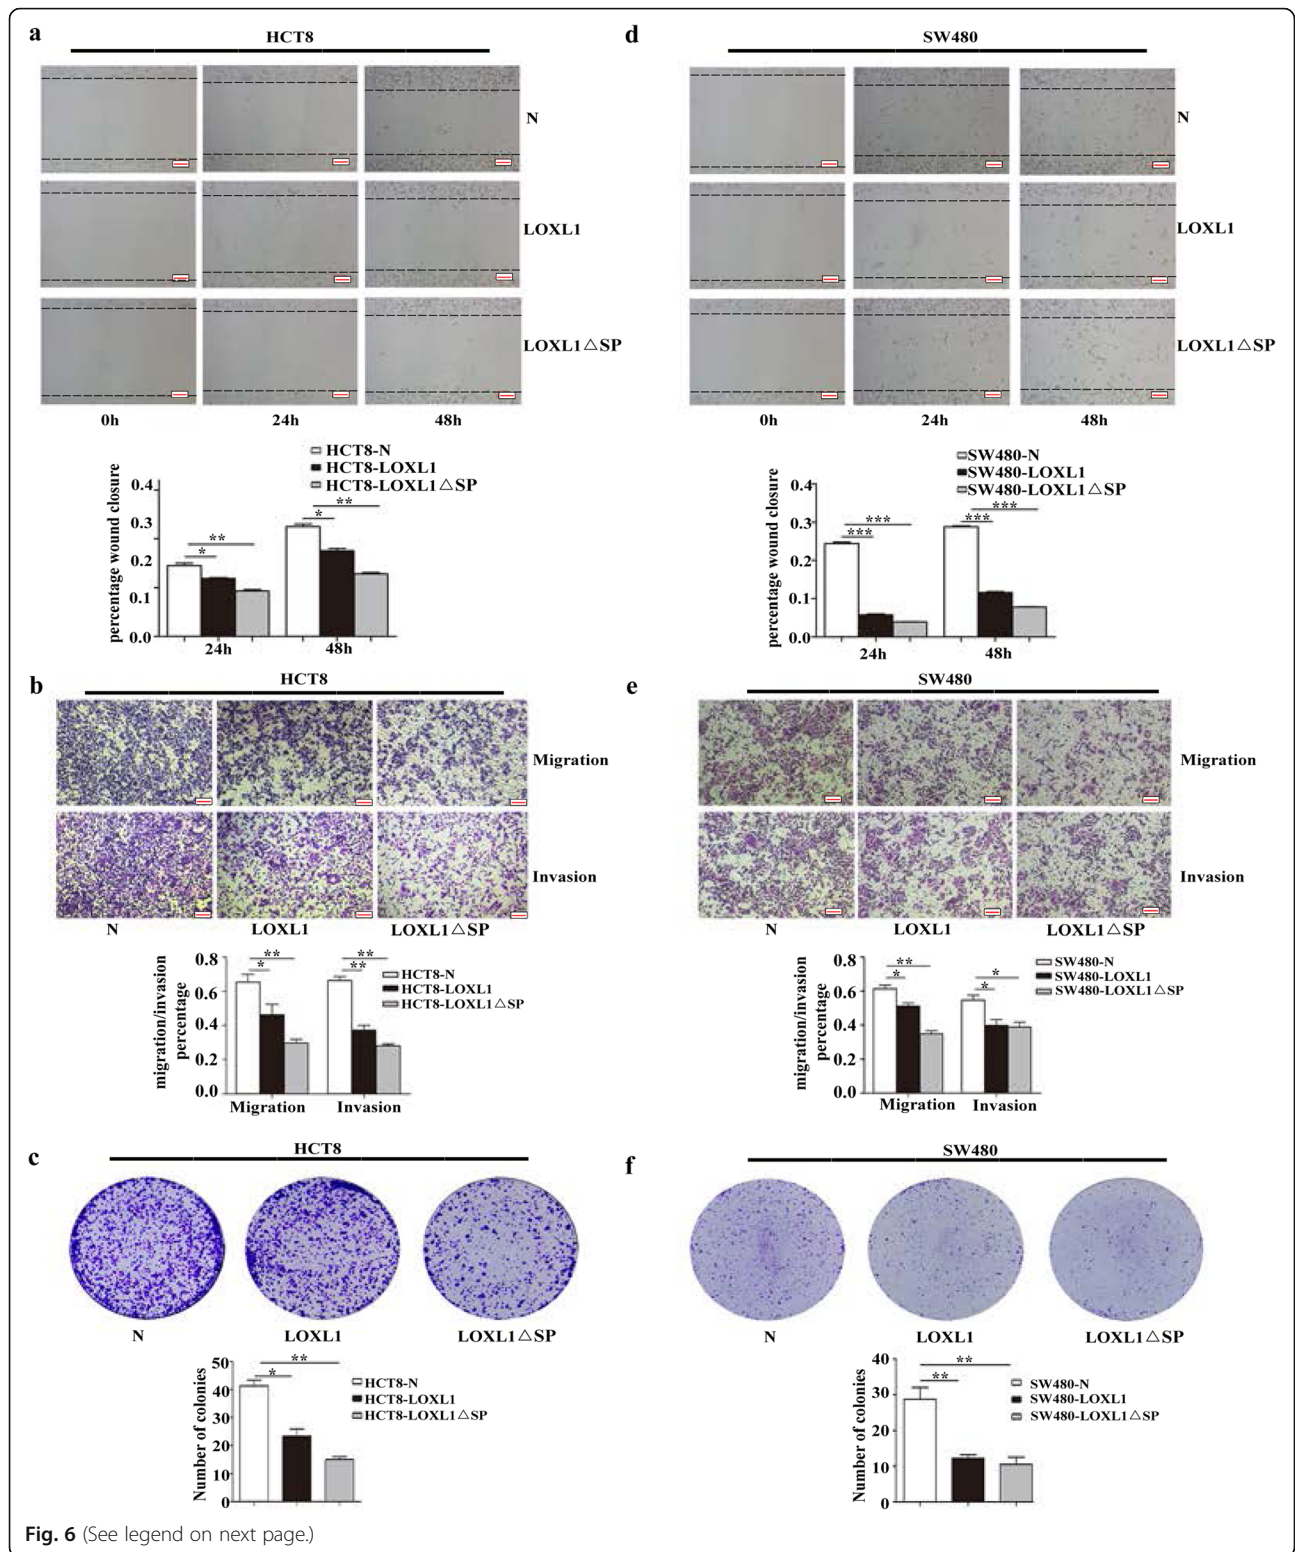 a
HCT8
N
LOXL1
LOXL1△SP
0h 24h 48h
HCT8-N
HCT8-LOXL1
HCT8-LOXL1△SP
percentage wound closure
0.4
0.3
0.2
0.1
0.0
* **
* **
24h 48h
d
SW480
N
LOXL1
LOXL1△SP
0h 24h 48h
SW480-N
SW480-LOXL1
SW480-LOXL1△SP
percentage wound closure
0.4
0.3
0.2
0.1
0.0
*** ***
*** ***
24h 48h
b
HCT8
Migration
Invasion
N LOXL1 LOXL1△SP
migration/invasion
percentage
0.8
0.6
0.4
0.2
0.0
* **
** **
HCT8-N
HCT8-LOXL1
HCT8-LOXL1△SP
Migration Invasion
e
SW480
Migration
Invasion
N LOXL1 LOXL1△SP
migration/invasion
percentage
0.8
0.6
0.4
0.2
0.0
* **
* *
SW480-N
SW480-LOXL1
SW480-LOXL1△SP
Migration Invasion
c
HCT8
N LOXL1 LOXL1△SP
Number of colonies
50
40
30
20
10
0
* **
HCT8-N
HCT8-LOXL1
HCT8-LOXL1△SP
f
SW480
N LOXL1 LOXL1△SP
Number of colonies
40
30
20
10
0
** **
SW480-N
SW480-LOXL1
SW480-LOXL1△SP
Fig. 6 (See legend on next page.)